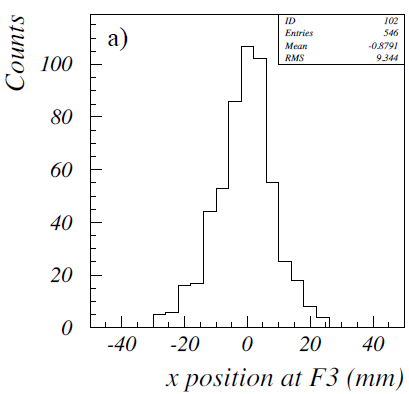 Counts
a)
ID 102
Entries 546
Mean -0.8791
RMS 9.344
100
80
60
40
20
0
-40 -20 0 20 40
x position at F3 (mm)